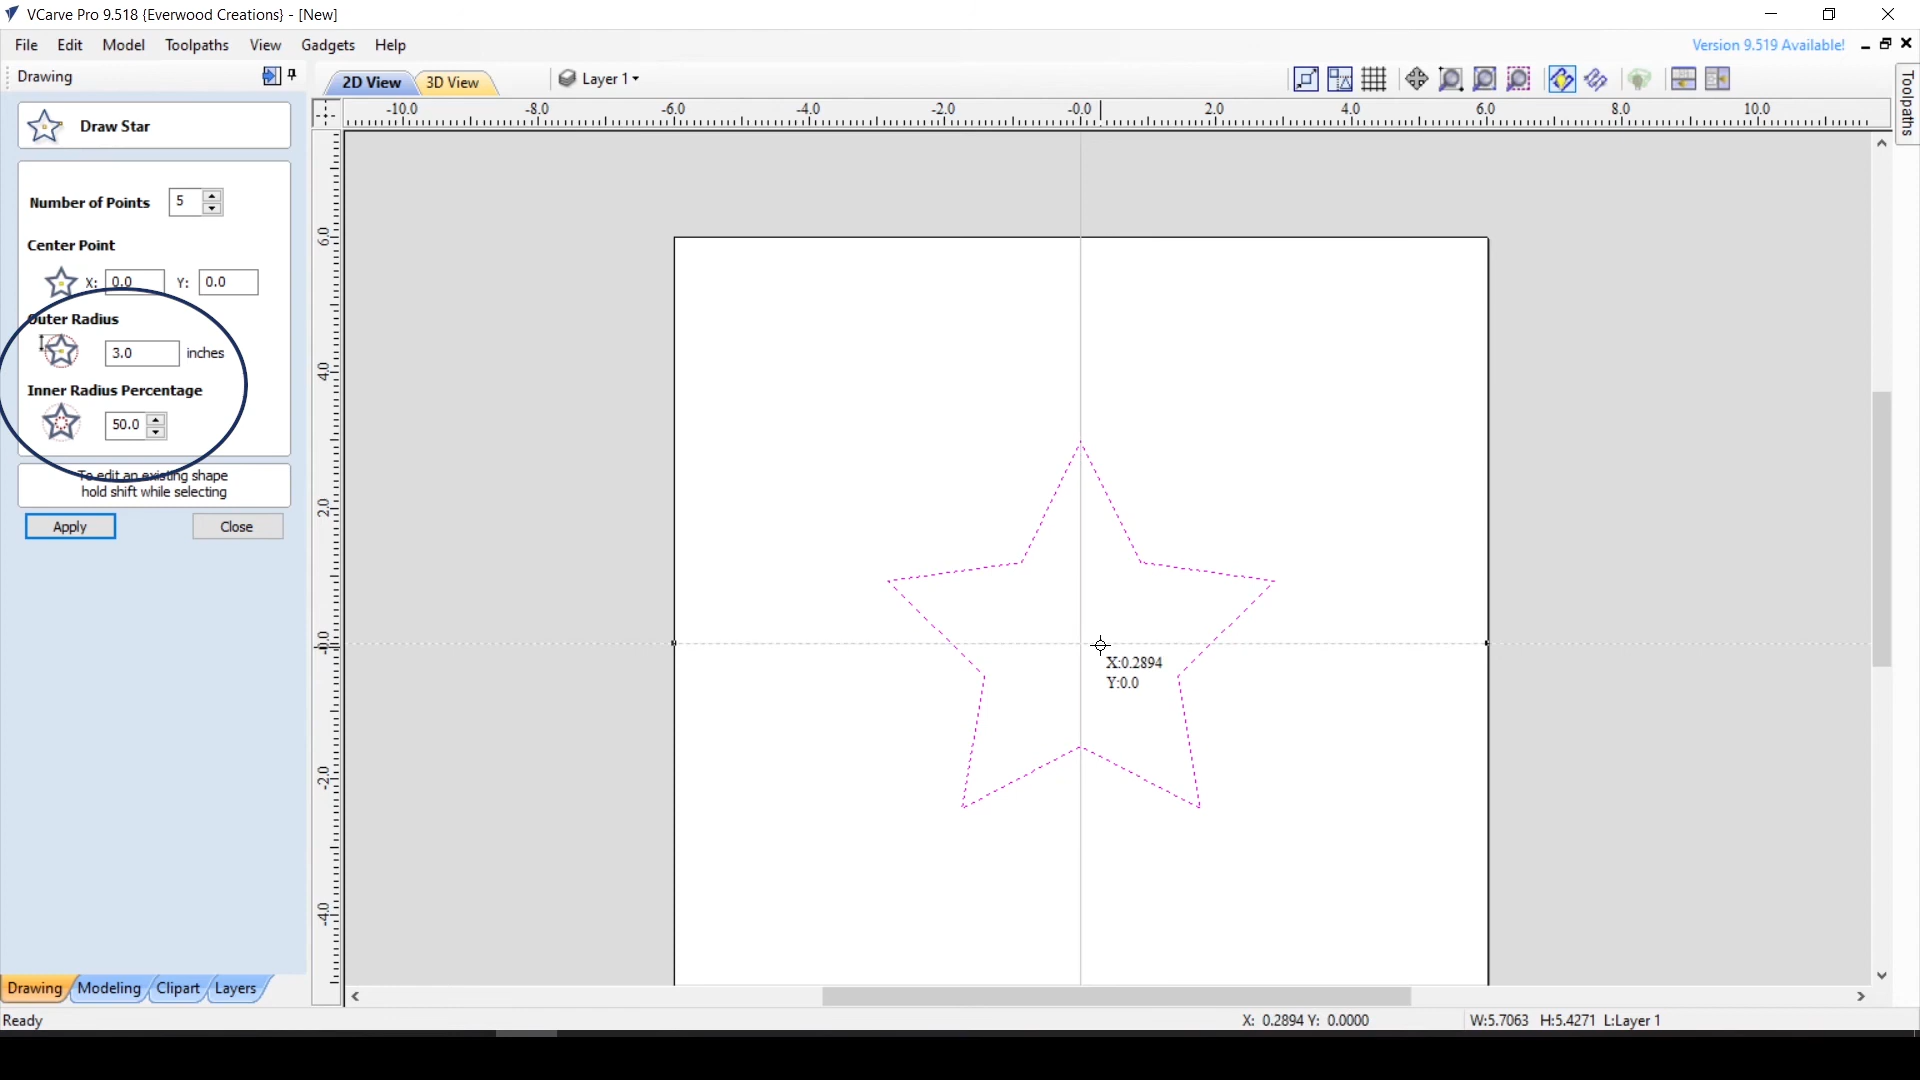 VCarve Pro 9.518 {Everwood Creations} - [New]
File Edit Model Toolpaths View Gadgets Help
Version 9.519 Available!
Drawing
2D View 3D View Layer 1
Toolpaths
-10.0 -8.0 -6.0 -4.0 -2.0 -0.0 2.0 4.0 6.0 8.0 10.0
Draw Star
Number of Points 5
Center Point
X: 0.0 Y: 0.0
Outer Radius
3.0 inches
Inner Radius Percentage
50.0
To edit an existing shape
hold shift while selecting
Apply Close
6.0
4.0
2.0
-0.0
-2.0
-4.0
X:0.2894
Y:0.0
Drawing Modeling Clipart Layers
Ready
X: 0.2894 Y: 0.0000
W:5.7063 H:5.4271 L:Layer 1